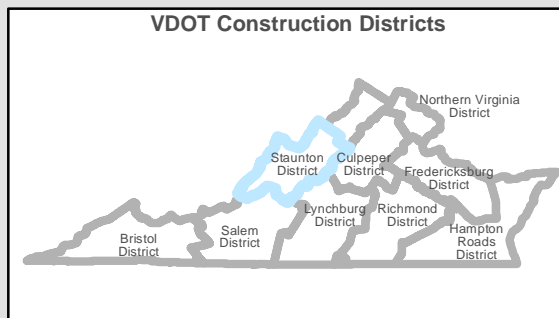 VDOT Construction Districts
Northern Virginia
District
Staunton
District
Culpeper
District
Fredericksburg
District
Lynchburg
District
Richmond
District
Hampton
Roads
District
Salem
District
Bristol
District